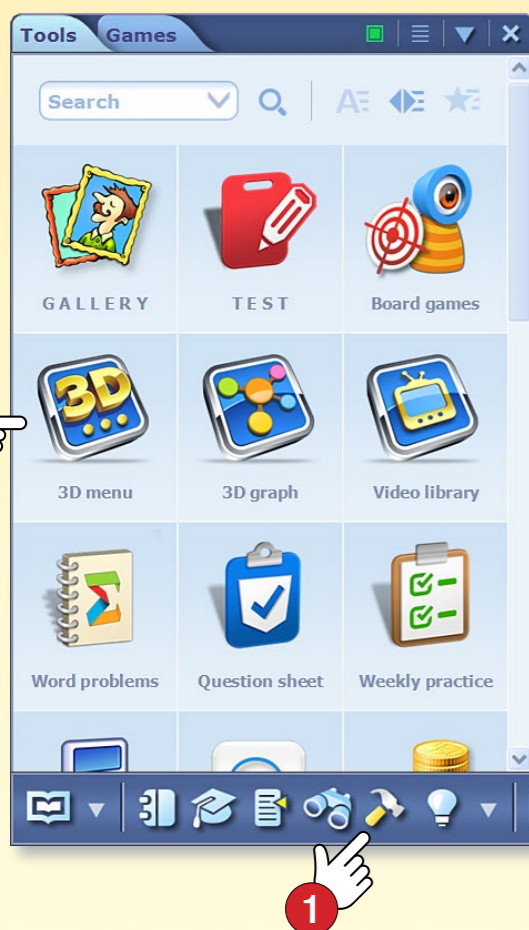 Tools Games
Search
GALLERY TEST Board games
3D
3D menu 3D graph Video library
Word problems Question sheet Weekly practice
1